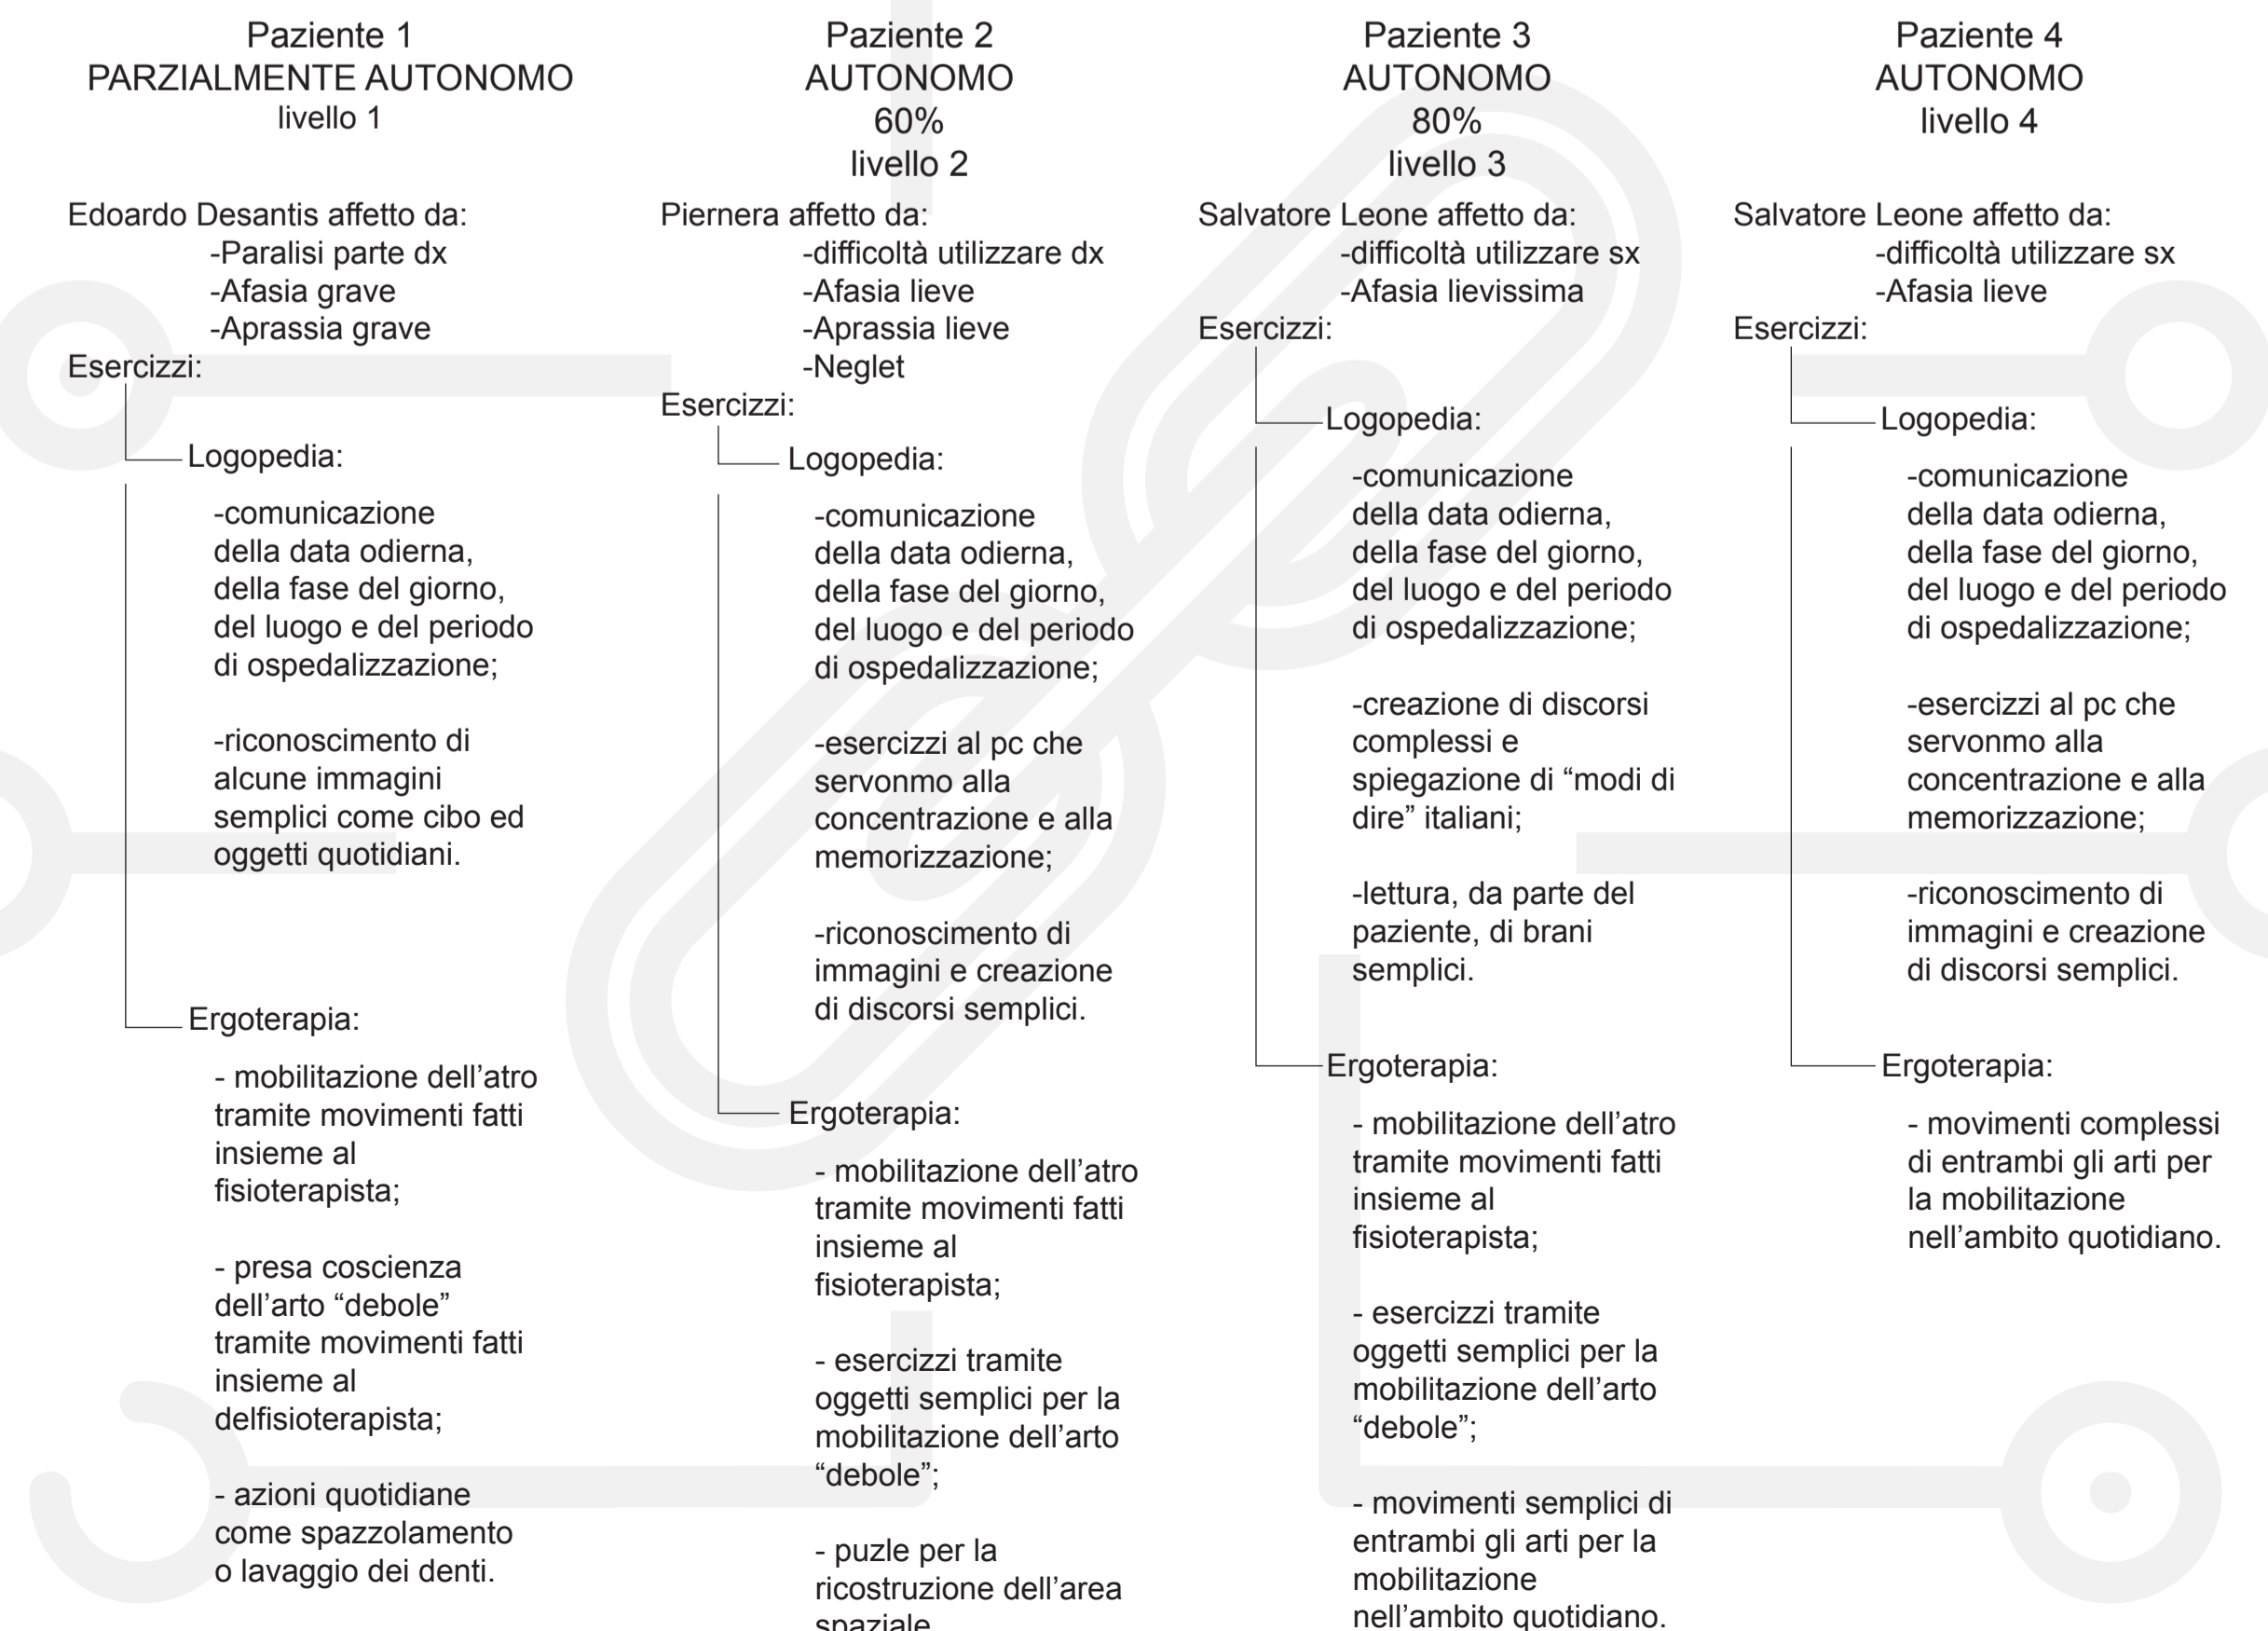 Paziente 1
PARZIALMENTE AUTONOMO
livello 1
Edoardo Desantis affetto da:
-Paralisi parte dx
-Afasia grave
-Aprassia grave
Esercizzi:
Logopedia:
-comunicazione
della data odierna,
della fase del giorno,
del luogo e del periodo
di ospedalizzazione;
-riconoscimento di
alcune immagini
semplici come cibo ed
oggetti quotidiani.
Ergoterapia:
- mobilitazione dell’atro
tramite movimenti fatti
insieme al
fisioterapista;
- presa coscienza
dell’arto “debole”
tramite movimenti fatti
insieme al
delfisioterapista;
- azioni quotidiane
come spazzolamento
o lavaggio dei denti.
Paziente 2
AUTONOMO
60%
livello 2
Piernera affetto da:
-difficoltà utilizzare dx
-Afasia lieve
-Aprassia lieve
-Neglet
Esercizzi:
Logopedia:
-comunicazione
della data odierna,
della fase del giorno,
del luogo e del periodo
di ospedalizzazione;
-esercizzi al pc che
servonmo alla
concentrazione e alla
memorizzazione;
-riconoscimento di
immagini e creazione
di discorsi semplici.
Ergoterapia:
- mobilitazione dell’atro
tramite movimenti fatti
insieme al
fisioterapista;
- esercizzi tramite
oggetti semplici per la
mobilitazione dell’arto
“debole”;
- puzle per la
ricostruzione dell’area
spaziale
Paziente 3
AUTONOMO
80%
livello 3
Salvatore Leone affetto da:
-difficoltà utilizzare sx
-Afasia lievissima
Esercizzi:
Logopedia:
-comunicazione
della data odierna,
della fase del giorno,
del luogo e del periodo
di ospedalizzazione;
-creazione di discorsi
complessi e
spiegazione di “modi di
dire” italiani;
-lettura, da parte del
paziente, di brani
semplici.
Ergoterapia:
- mobilitazione dell’atro
tramite movimenti fatti
insieme al
fisioterapista;
- esercizzi tramite
oggetti semplici per la
mobilitazione dell’arto
“debole”;
- movimenti semplici di
entrambi gli arti per la
mobilitazione
nell’ambito quotidiano.
Paziente 4
AUTONOMO
livello 4
Salvatore Leone affetto da:
-difficoltà utilizzare sx
-Afasia lieve
Esercizzi:
Logopedia:
-comunicazione
della data odierna,
della fase del giorno,
del luogo e del periodo
di ospedalizzazione;
-esercizzi al pc che
servonmo alla
concentrazione e alla
memorizzazione;
-riconoscimento di
immagini e creazione
di discorsi semplici.
Ergoterapia:
- movimenti complessi
di entrambi gli arti per
la mobilitazione
nell’ambito quotidiano.